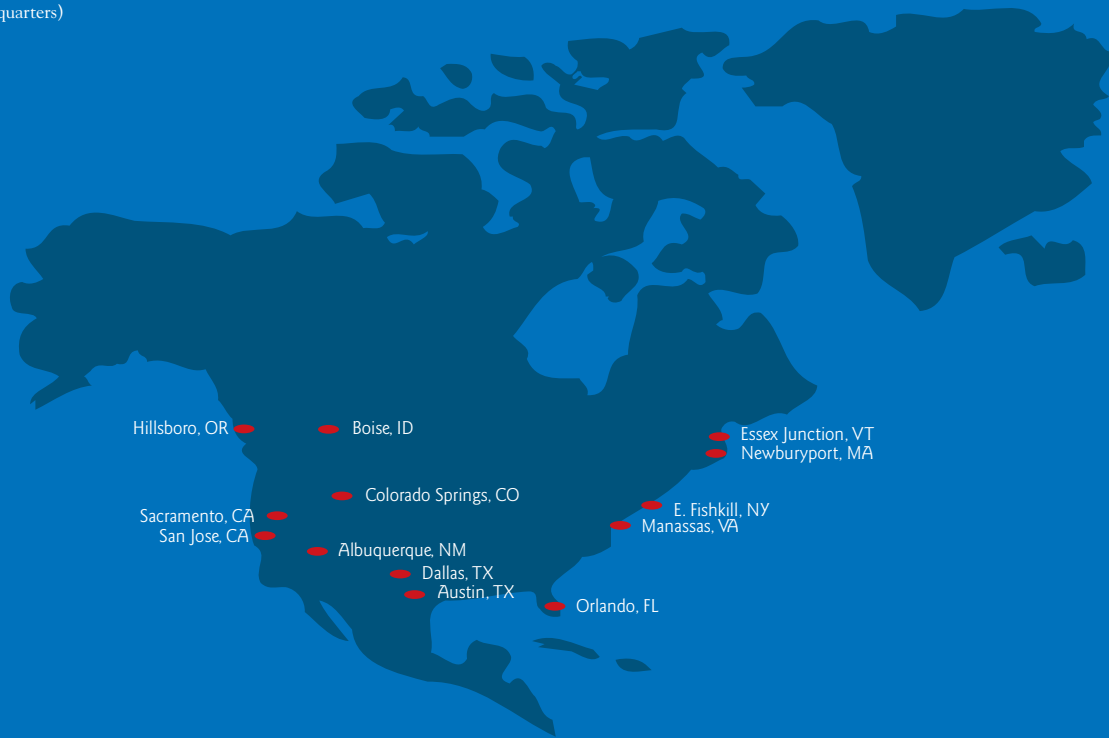 quarters)
Hillsboro, OR
Boise, ID
Essex Junction, VT
Newburyport, MA
Colorado Springs, CO
E. Fishkill, NY
Sacramento, CA
Manassas, VA
San Jose, CA
Albuquerque, NM
Dallas, TX
Austin, TX
Orlando, FL